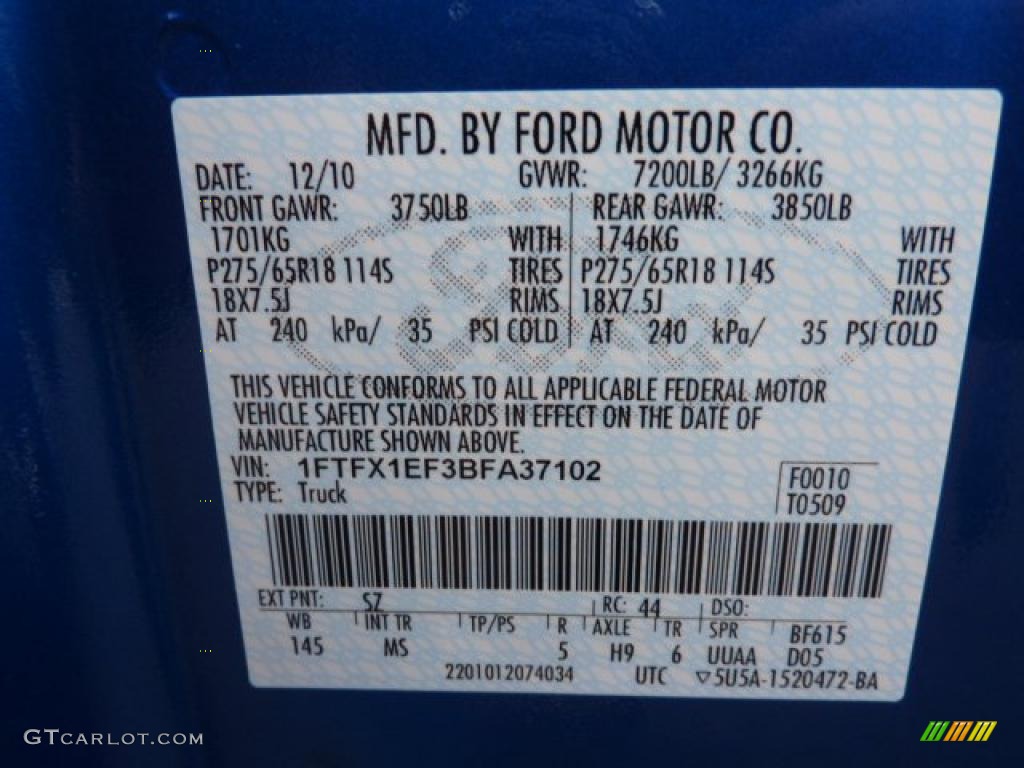 MFD. BY FORD MOTOR CO.
DATE: 12/10 GVWR: 7200LB/ 3266KG
FRONT GAWR: 3750LB REAR GAWR: 3850LB
1701KG WITH 1746KG WITH
P275/65R18 114S TIRES P275/65R18 114S TIRES
18X7.5J RIMS 18X7.5J RIMS
AT 240 kPa/ 35 PSI COLD AT 240 kPa/ 35 PSI COLD
THIS VEHICLE CONFORMS TO ALL APPLICABLE FEDERAL MOTOR
VEHICLE SAFETY STANDARDS IN EFFECT ON THE DATE OF
MANUFACTURE SHOWN ABOVE.
VIN: 1FTFX1EF3BFA37102 F0010
TYPE: Truck T0509
EXT PNT: SZ RC: 44 DSO:
WB INT TR TP/PS R AXLE TR SPR BF615
145 MS 5 H9 6 UUAA D05
2201012074034 UTC ▽5U5A-1520472-BA
GTCARLOT.COM